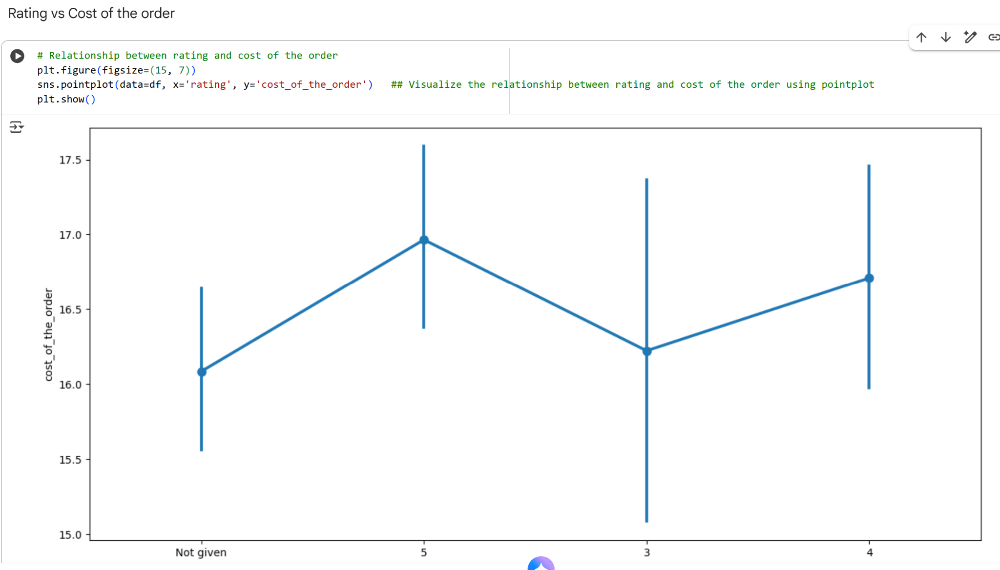 Rating vs Cost of the order
# Relationship between rating and cost of the order
plt.figure(figsize=(15, 7))
sns.pointplot(data=df, x='rating', y='cost_of_the_order')   ## Visualize the relationship between rating and cost of the order using pointplot
plt.show()
17.5
17.0
16.5
16.0
15.5
15.0
cost_of_the_order
Not given 5 3 4